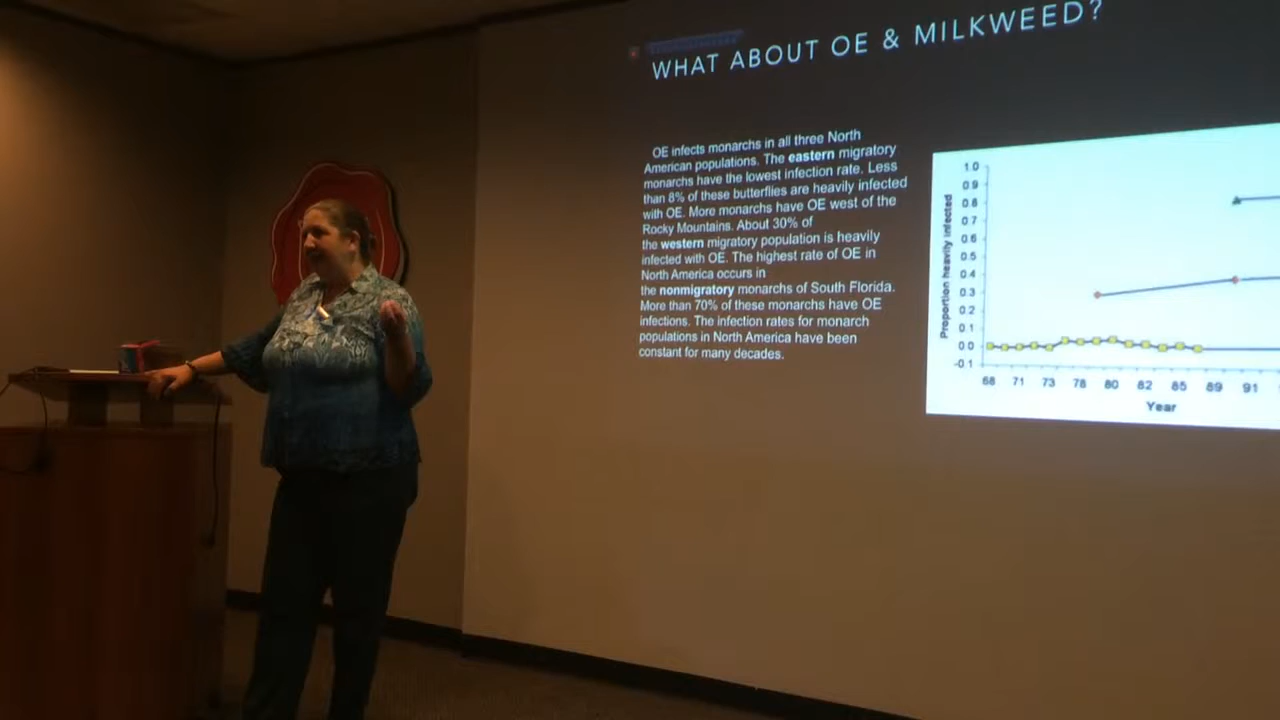 WHAT ABOUT OE & MILKWEED?
OE infects monarchs in all three North
American populations. The eastern migratory
monarchs have the lowest infection rate. Less
than 8% of these butterflies are heavily infected
with OE. More monarchs have OE west of the
Rocky Mountains. About 30% of
the western migratory population is heavily
infected with OE. The highest rate of OE in
North America occurs in
the nonmigratory monarchs of South Florida.
More than 70% of these monarchs have OE
infections. The infection rates for monarch
populations in North America have been
constant for many decades.
Proportion heavily infected
1.0
0.9
0.8
0.7
0.6
0.5
0.4
0.3
0.2
0.1
0.0
-0.1
68 71 73 78 80 82 85 89 91
Year